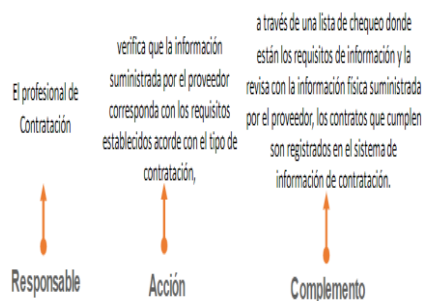 El profesional de
Contratación
verifica que la información
suministrada por el proveedor
corresponda con los requisitos
establecidos acorde con el tipo de
contratación,
a través de una lista de chequeo donde
están los requisitos de información y la
revisa con la información física suministrada
por el proveedor, los contratos que cumplen
son registrados en el sistema de
información de contratación.
Responsable
Acción
Complemento